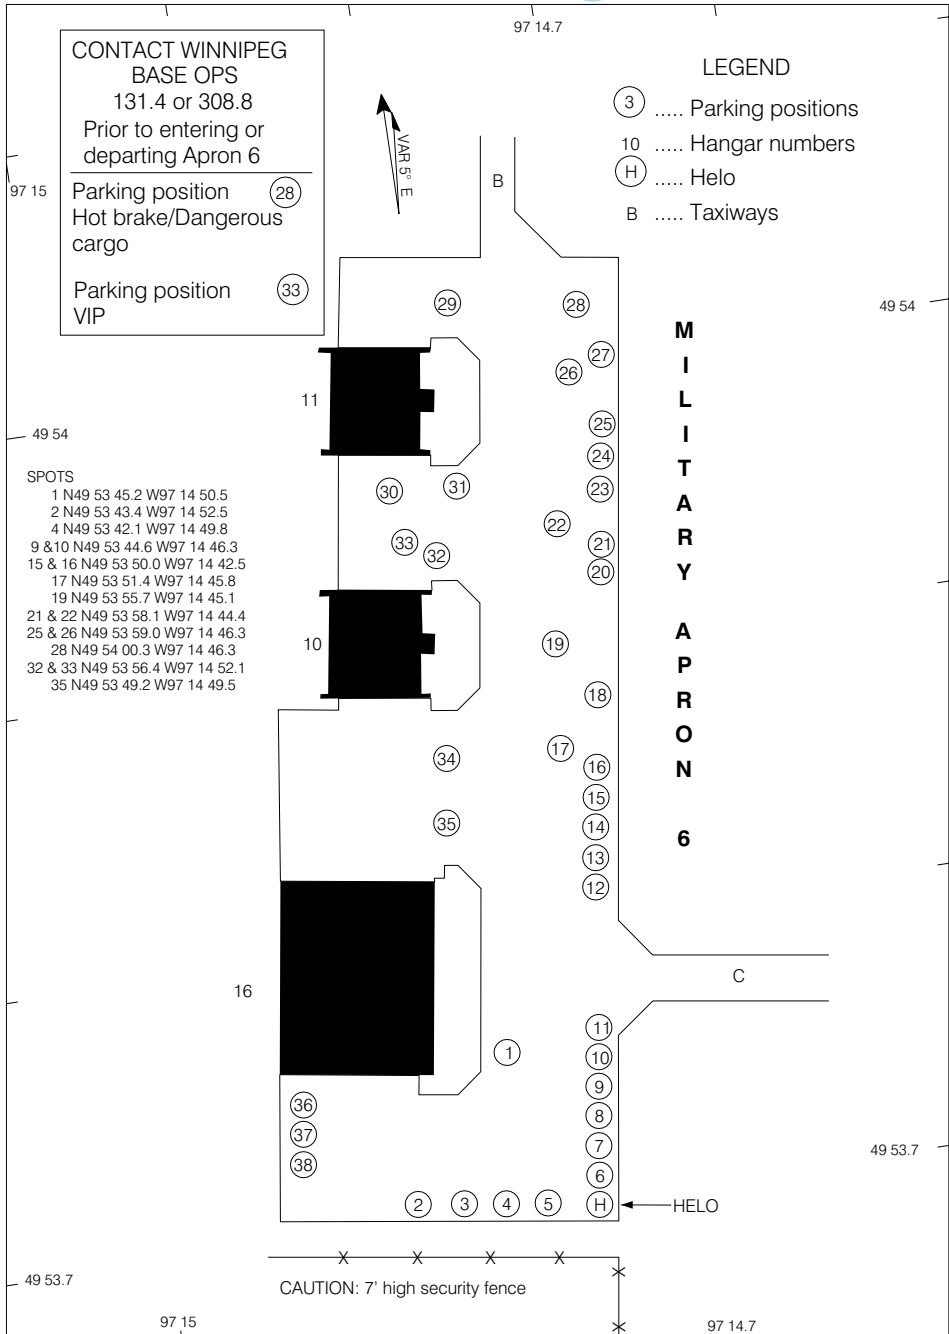 97 14.7
CONTACT WINNIPEG
BASE OPS
131.4 or 308.8
Prior to entering or
departing Apron 6
Parking position 28
Hot brake/Dangerous
cargo
Parking position 33
VIP
LEGEND
3 ..... Parking positions
10 ..... Hangar numbers
H ..... Helo
B ..... Taxiways
VAR 5° E
B
97 15
49 54
29
28
27
26
11
25
49 54
24
31
30
23
22
33
21
32
20
SPOTS
1 N49 53 45.2 W97 14 50.5
2 N49 53 43.4 W97 14 52.5
4 N49 53 42.1 W97 14 49.8
9 &10 N49 53 44.6 W97 14 46.3
15 & 16 N49 53 50.0 W97 14 42.5
17 N49 53 51.4 W97 14 45.8
19 N49 53 55.7 W97 14 45.1
21 & 22 N49 53 58.1 W97 14 44.4
25 & 26 N49 53 59.0 W97 14 46.3
28 N49 54 00.3 W97 14 46.3
32 & 33 N49 53 56.4 W97 14 52.1
35 N49 53 49.2 W97 14 49.5
10
19
18
MILITARY APRON 6
17
34
16
15
35
14
13
12
16
C
11
1
10
9
36
8
37
7
38
49 53.7
6
2 3 4 5 H HELO
CAUTION: 7' high security fence
49 53.7
97 15
97 14.7